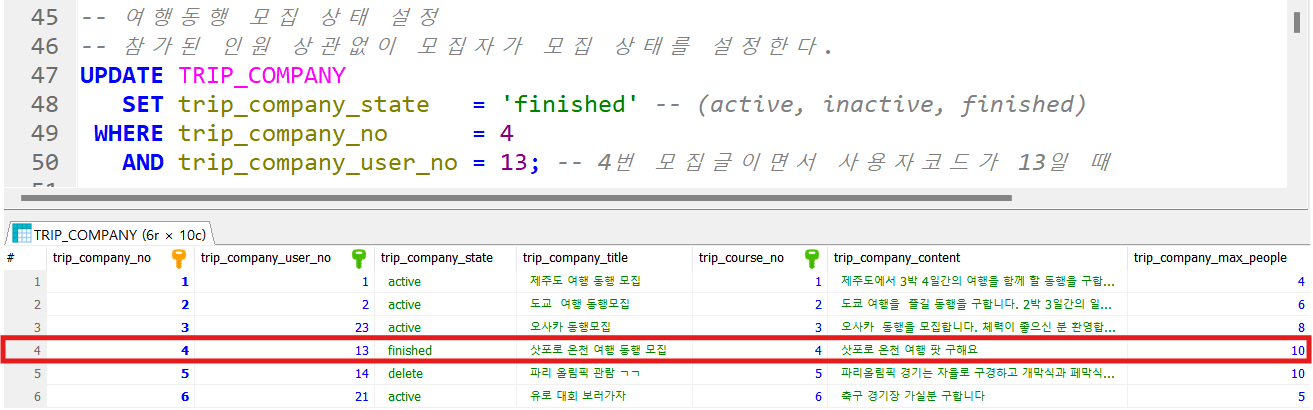 45 -- 여행동행 모집 상태 설정
46 -- 참가된 인원 상관없이 모집자가 모집 상태를 설정한다.
47 UPDATE TRIP_COMPANY
48 SET trip_company_state = 'finished' -- (active, inactive, finished)
49 WHERE trip_company_no = 4
50 AND trip_company_user_no = 13; -- 4번 모집글이면서 사용자코드가 13일 때
TRIP_COMPANY (6r × 10c)
# trip_company_no trip_company_user_no trip_company_state trip_company_title trip_course_no trip_company_content trip_company_max_people
1 1 1 active 제주도 여행 동행 모집 1 제주도에서 3박 4일간의 여행을 함께 할 동행을 구합... 4
2 2 2 active 도쿄 여행 동행모집 2 도쿄 여행을 즐길 동행을 구합니다. 2박 3일간의 일... 6
3 3 23 active 오사카 동행모집 3 오사카 동행을 모집합니다. 체력이 좋으신 분 환영합... 8
4 4 13 finished 삿포로 온천 여행 동행 모집 4 삿포로 온천 여행 팟 구해요 10
5 5 14 delete 파리 올림픽 관람 ㄱㄱ 5 파리올림픽 경기는 자율로 구경하고 개막식과 폐막식... 10
6 6 21 active 유로 대회 보러가자 6 축구 경기장 가실분 구합니다 5